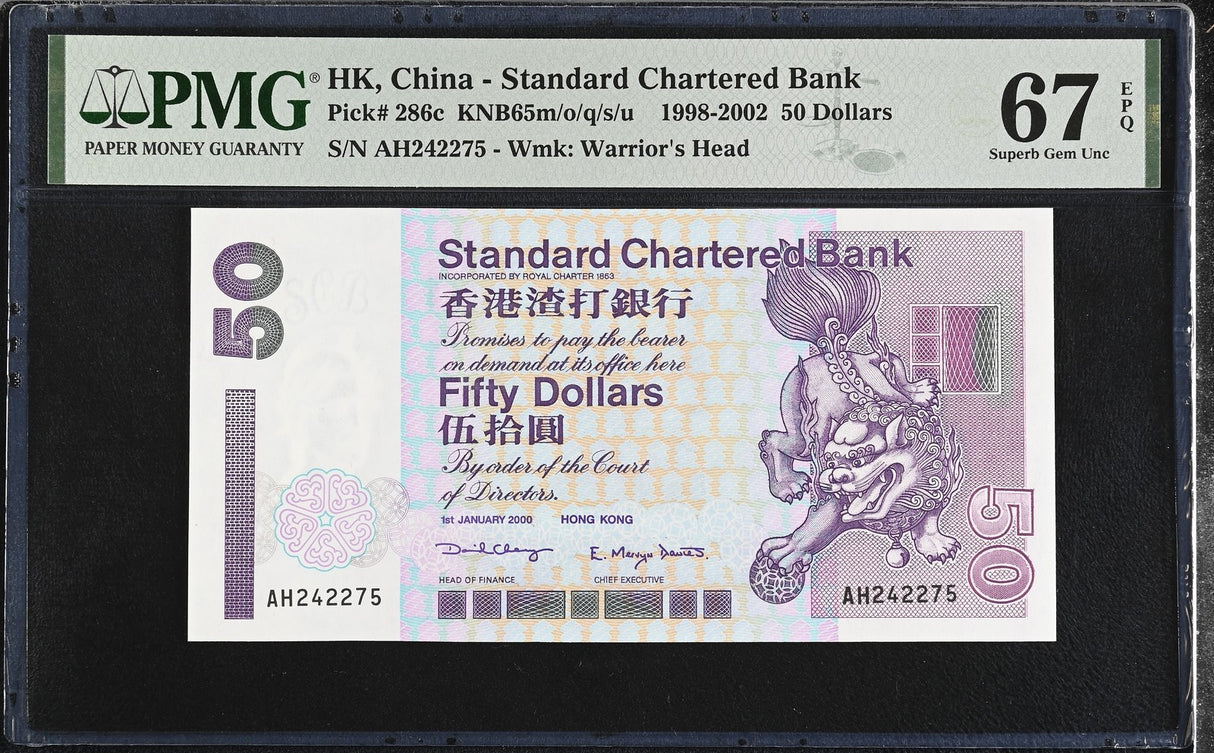 PMG®
PAPER MONEY GUARANTY
HK, China - Standard Chartered Bank
Pick# 286c KNB65m/o/q/s/u 1998-2002 50 Dollars
S/N AH242275 - Wmk: Warrior's Head
67 EPQ
Superb Gem Unc
50
Standard Chartered Bank
INCORPORATED BY ROYAL CHARTER 1853
香港渣打銀行
Promises to pay the bearer
on demand at its office here
Fifty Dollars
伍拾圓
By order of the Court
of Directors.
1st JANUARY 2000 HONG KONG
E. Mervyn Davies.
HEAD OF FINANCE CHIEF EXECUTIVE
AH242275
AH242275
50